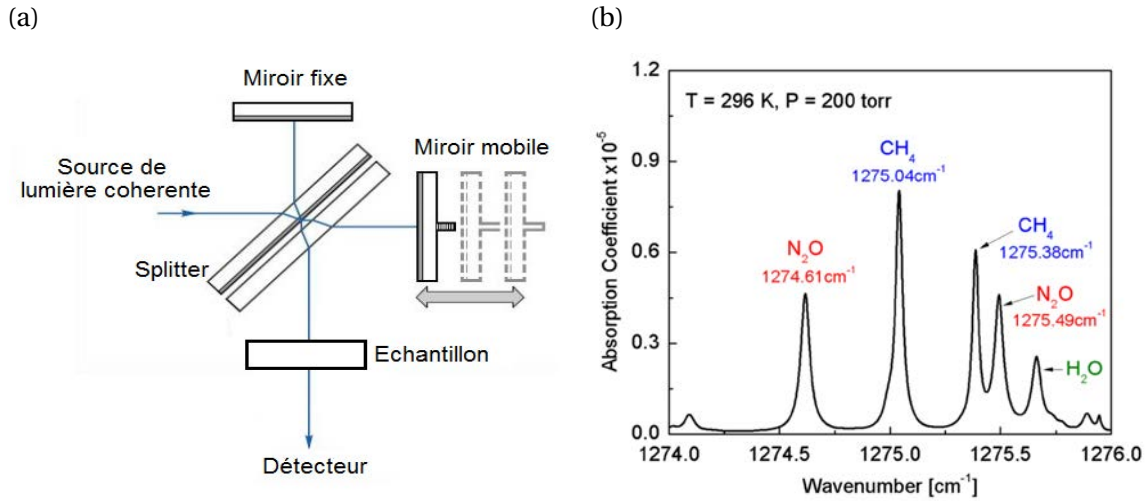 (a)
Miroir fixe
Source de
lumière coherente
Miroir mobile
Splitter
Echantillon
Détecteur
(b)
T = 296 K, P = 200 torr
CH₄
1275.04cm⁻¹
CH₄
1275.38cm⁻¹
N₂O
1274.61cm⁻¹
N₂O
1275.49cm⁻¹
H₂O
Absorption Coefficient x10⁻⁵
1.2
0.9
0.6
0.3
0.0
1274.0 1274.5 1275.0 1275.5 1276.0
Wavenumber [cm⁻¹]